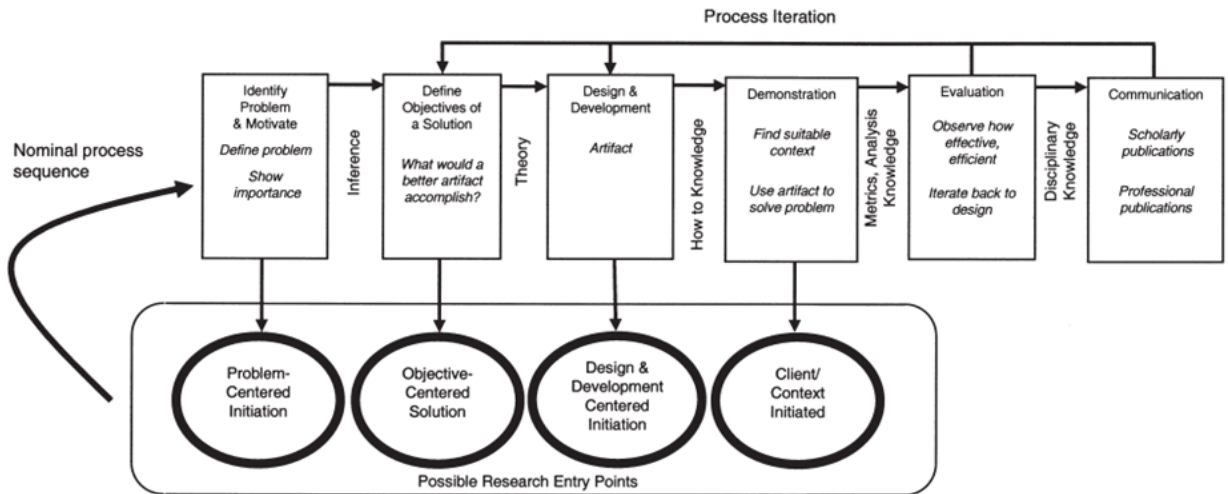 Process Iteration
Nominal process
sequence
Identify
Problem
& Motivate
Define problem
Show
importance
Inference
Define
Objectives of
a Solution
What would a
better artifact
accomplish?
Theory
Design &
Development
Artifact
How to Knowledge
Demonstration
Find suitable
context
Use artifact to
solve problem
Metrics, Analysis
Knowledge
Evaluation
Observe how
effective,
efficient
Iterate back to
design
Disciplinary
Knowledge
Communication
Scholarly
publications
Professional
publications
Problem-
Centered
Initiation
Objective-
Centered
Solution
Design &
Development
Centered
Initiation
Client/
Context
Initiated
Possible Research Entry Points